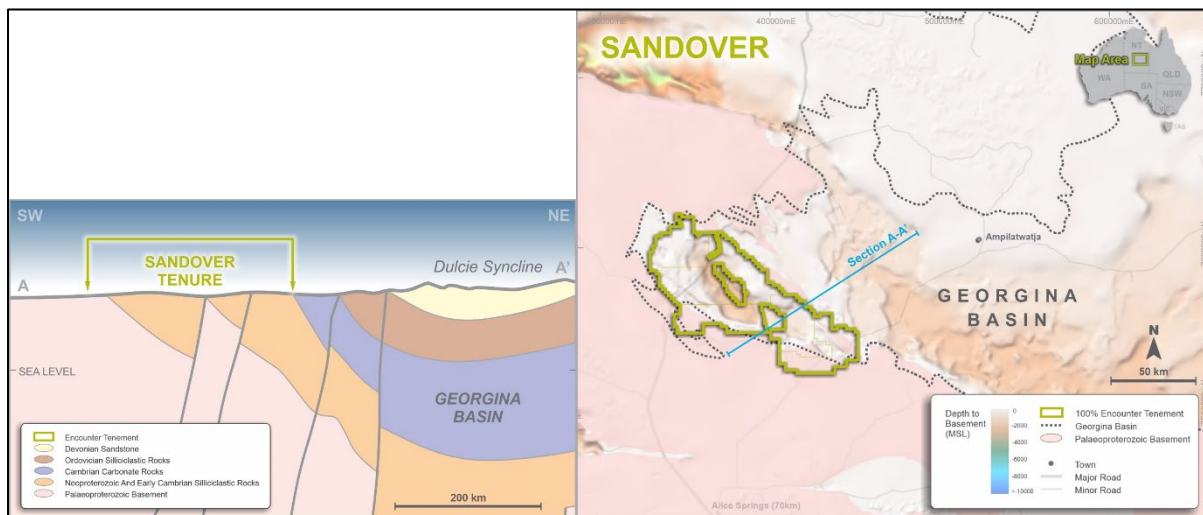 SW
NE
SANDOVER
TENURE
Dulcie Syncline
A
A'
SEA LEVEL
GEORGINA
BASIN
Encounter Tenement
Devonian Sandstone
Ordovician Silliciclastic Rocks
Cambrian Carbonate Rocks
Neoproterozoic And Early Cambrian Silliciclastic Rocks
Palaeoproterozoic Basement
200 km
400000mE
500000mE
600000mE
SANDOVER
Map Area
NT
WA
QLD
SA
NSW
TAS
Section A-A'
Ampilatwatja
GEORGINA
BASIN
N
50 km
Alice Springs (70km)
Depth to
Basement
(MSL)
0
-2000
-4000
-6000
-8000
>-10000
100% Encounter Tenement
Georgina Basin
Palaeoproterozoic Basement
Town
Major Road
Minor Road